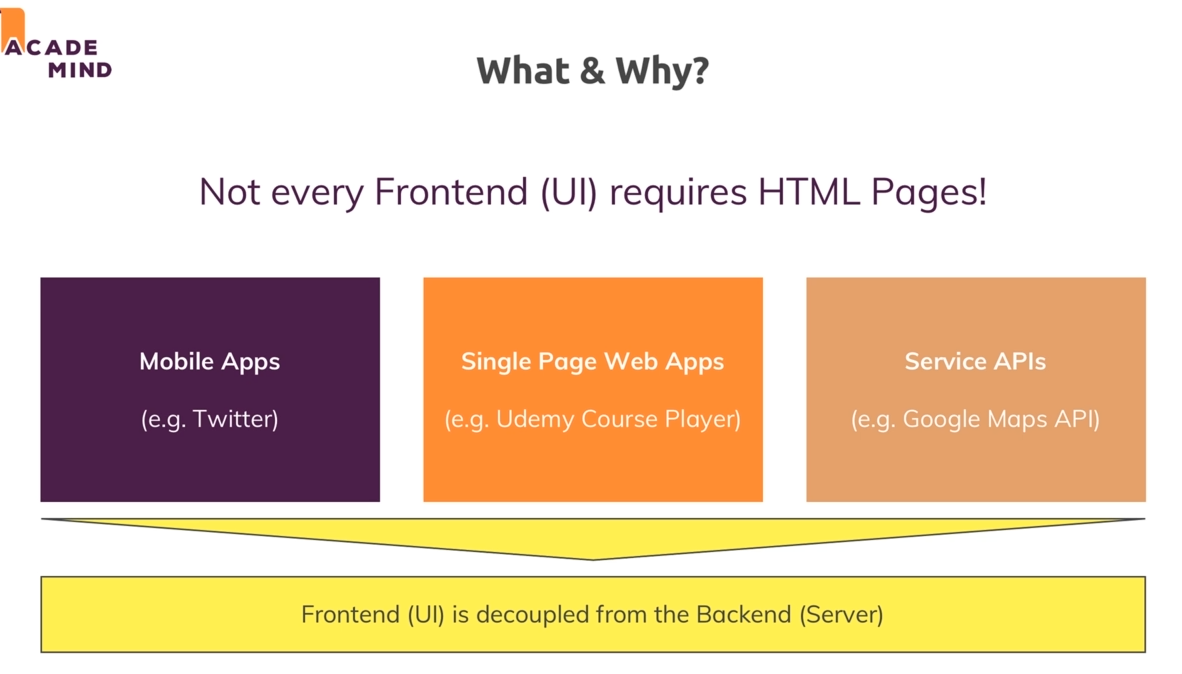 ACADE
MIND
What & Why?
Not every Frontend (UI) requires HTML Pages!
Mobile Apps
(e.g. Twitter)
Single Page Web Apps
(e.g. Udemy Course Player)
Service APIs
(e.g. Google Maps API)
Frontend (UI) is decoupled from the Backend (Server)